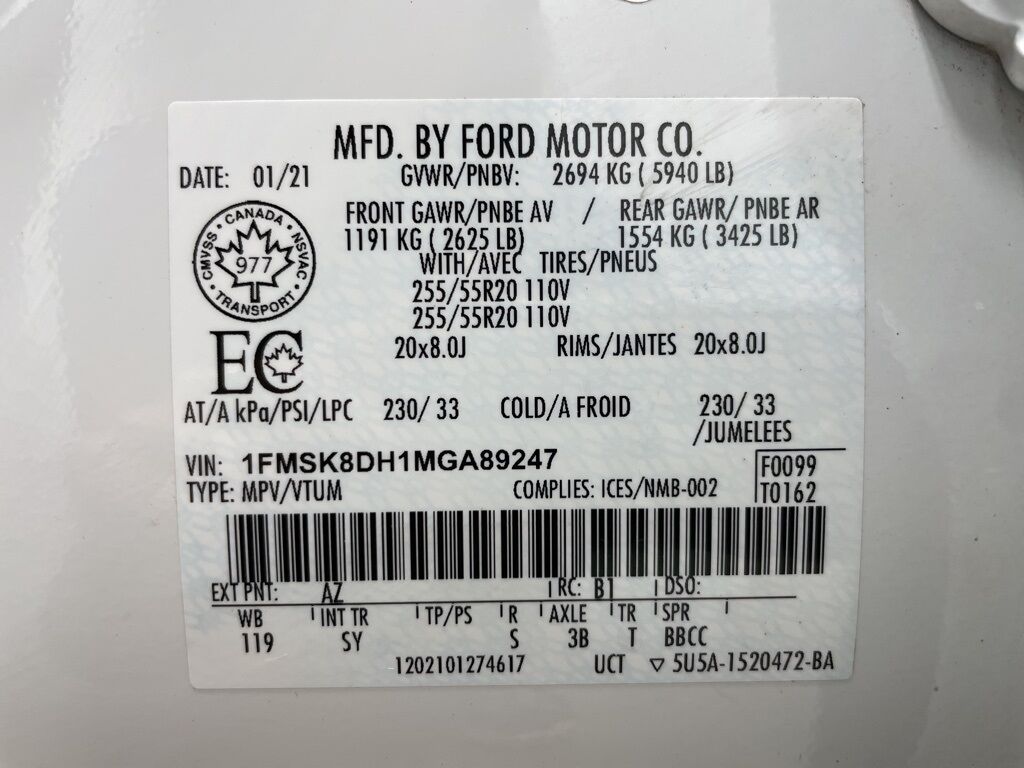 MFD. BY FORD MOTOR CO.
DATE: 01/21 GVWR/PNBV: 2694 KG ( 5940 LB)
FRONT GAWR/PNBE AV / REAR GAWR/ PNBE AR
1191 KG ( 2625 LB) 1554 KG ( 3425 LB)
WITH/AVEC TIRES/PNEUS
255/55R20 110V
255/55R20 110V
20x8.0J RIMS/JANTES 20x8.0J
CMVSS · CANADA · NSVAC · TRANSPORT ·
977
EC
AT/A kPa/PSI/LPC 230/ 33 COLD/A FROID 230/ 33
/JUMELEES
VIN: 1FMSK8DH1MGA89247 F0099
TYPE: MPV/VTUM COMPLIES: ICES/NMB-002 T0162
EXT PNT: AZ RC: B1 DSO:
WB INT TR TP/PS R AXLE TR SPR
119 SY S 3B T BBCC
1202101274617 UCT ▽ 5U5A-1520472-BA